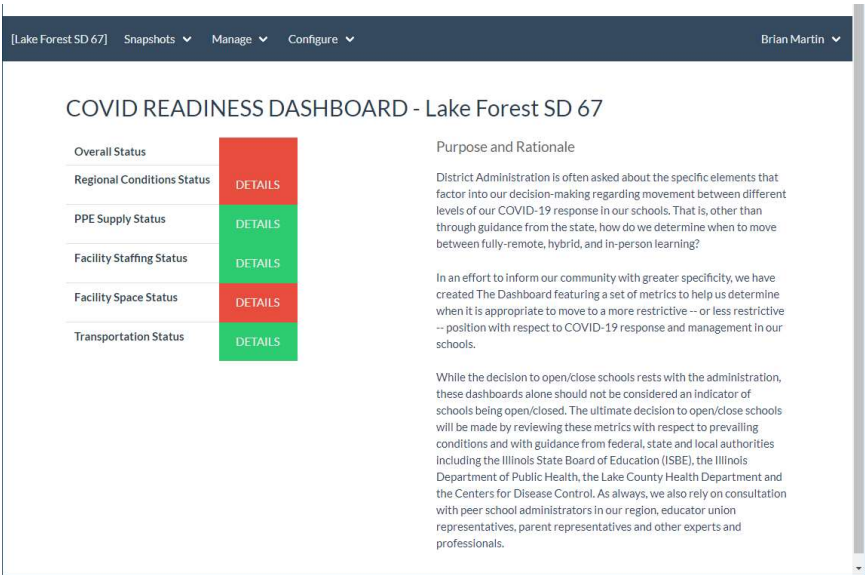 [Lake Forest SD 67] Snapshots Manage Configure Brian Martin
COVID READINESS DASHBOARD - Lake Forest SD 67
Overall Status
Regional Conditions Status DETAILS
PPE Supply Status DETAILS
Facility Staffing Status DETAILS
Facility Space Status DETAILS
Transportation Status DETAILS
Purpose and Rationale
District Administration is often asked about the specific elements that
factor into our decision-making regarding movement between different
levels of our COVID-19 response in our schools. That is, other than
through guidance from the state, how do we determine when to move
between fully-remote, hybrid, and in-person learning?
In an effort to inform our community with greater specificity, we have
created The Dashboard featuring a set of metrics to help us determine
when it is appropriate to move to a more restrictive -- or less restrictive
-- position with respect to COVID-19 response and management in our
schools.
While the decision to open/close schools rests with the administration,
these dashboards alone should not be considered an indicator of
schools being open/closed. The ultimate decision to open/close schools
will be made by reviewing these metrics with respect to prevailing
conditions and with guidance from federal, state and local authorities
including the Illinois State Board of Education (ISBE), the Illinois
Department of Public Health, the Lake County Health Department and
the Centers for Disease Control. As always, we also rely on consultation
with peer school administrators in our region, educator union
representatives, parent representatives and other experts and
professionals.